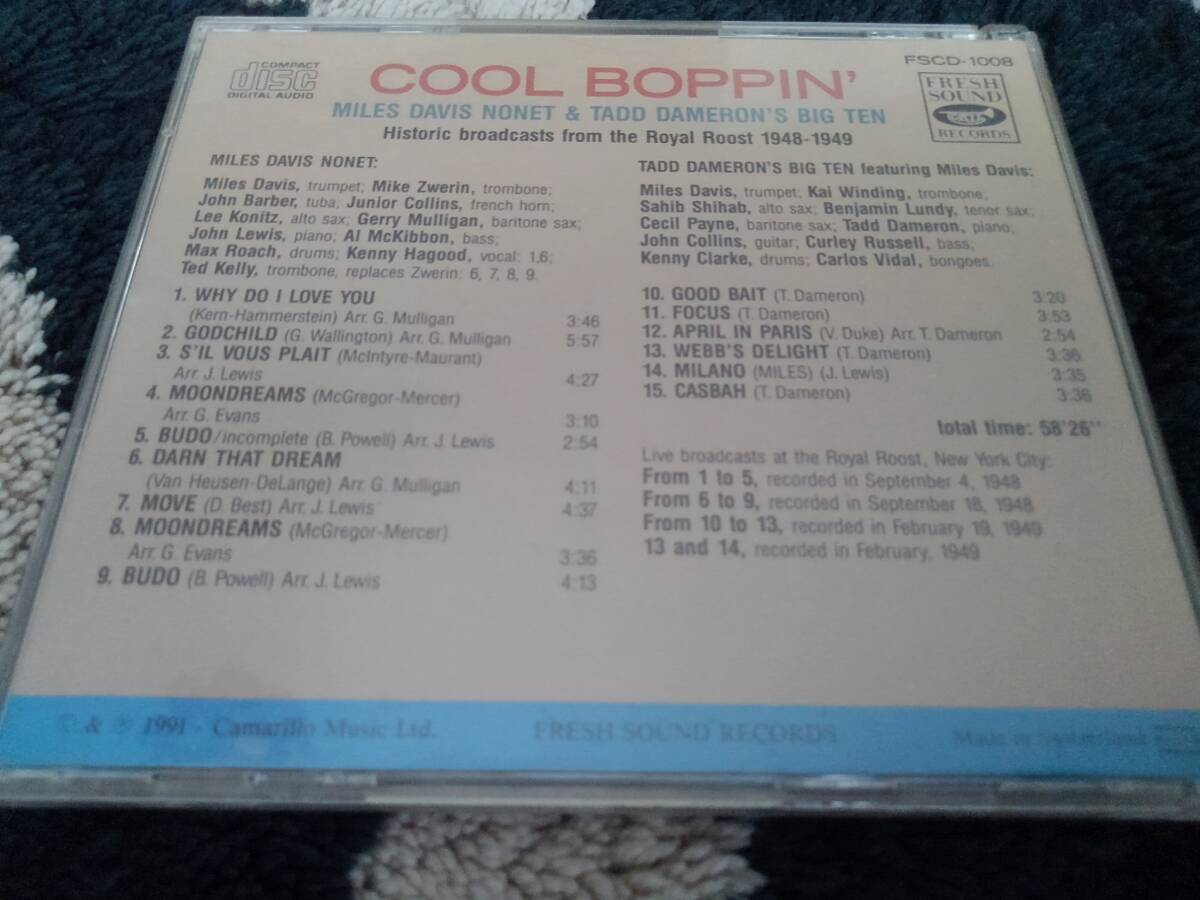 COMPACT
disc
DIGITAL AUDIO
COOL BOPPIN'
MILES DAVIS NONET & TADD DAMERON'S BIG TEN
Historic broadcasts from the Royal Roost 1948-1949
FSCD-1008
FRESH
SOUND
RECORDS
MILES DAVIS NONET:
Miles Davis, trumpet; Mike Zwerin, trombone;
John Barber, tuba; Junior Collins, french horn;
Lee Konitz, alto sax; Gerry Mulligan, baritone sax;
John Lewis, piano; Al McKibbon, bass;
Max Roach, drums; Kenny Hagood, vocal: 1,6;
Ted Kelly, trombone, replaces Zwerin: 6, 7, 8, 9.
1. WHY DO I LOVE YOU
(Kern-Hammerstein) Arr. G. Mulligan 3:46
2. GODCHILD (G. Wallington) Arr. G. Mulligan 5:57
3. S'IL VOUS PLAIT (McIntyre-Maurant)
Arr. J. Lewis 4:27
4. MOONDREAMS (McGregor-Mercer)
Arr. G. Evans 3:10
5. BUDO/incomplete (B. Powell) Arr. J. Lewis 2:54
6. DARN THAT DREAM
(Van Heusen-DeLange) Arr. G. Mulligan 4:11
7. MOVE (D. Best) Arr. J. Lewis 4:37
8. MOONDREAMS (McGregor-Mercer)
Arr. G. Evans 3:36
9. BUDO (B. Powell) Arr. J. Lewis 4:13
TADD DAMERON'S BIG TEN featuring Miles Davis:
Miles Davis, trumpet; Kai Winding, trombone;
Sahib Shihab, alto sax; Benjamin Lundy, tenor sax;
Cecil Payne, baritone sax; Tadd Dameron, piano;
John Collins, guitar; Curley Russell, bass;
Kenny Clarke, drums; Carlos Vidal, bongoes.
10. GOOD BAIT (T. Dameron) 3:20
11. FOCUS (T. Dameron) 3:53
12. APRIL IN PARIS (V. Duke) Arr. T. Dameron 2:54
13. WEBB'S DELIGHT (T. Dameron) 3:36
14. MILANO (MILES) (J. Lewis) 3:35
15. CASBAH (T. Dameron) 3:36
total time: 58'26"
Live broadcasts at the Royal Roost, New York City:
From 1 to 5, recorded in September 4, 1948
From 6 to 9, recorded in September 18, 1948
From 10 to 13, recorded in February 19, 1949
13 and 14, recorded in February, 1949
© & ℗ 1991 - Camarillo Music Ltd. FRESH SOUND RECORDS Made in Switzerland